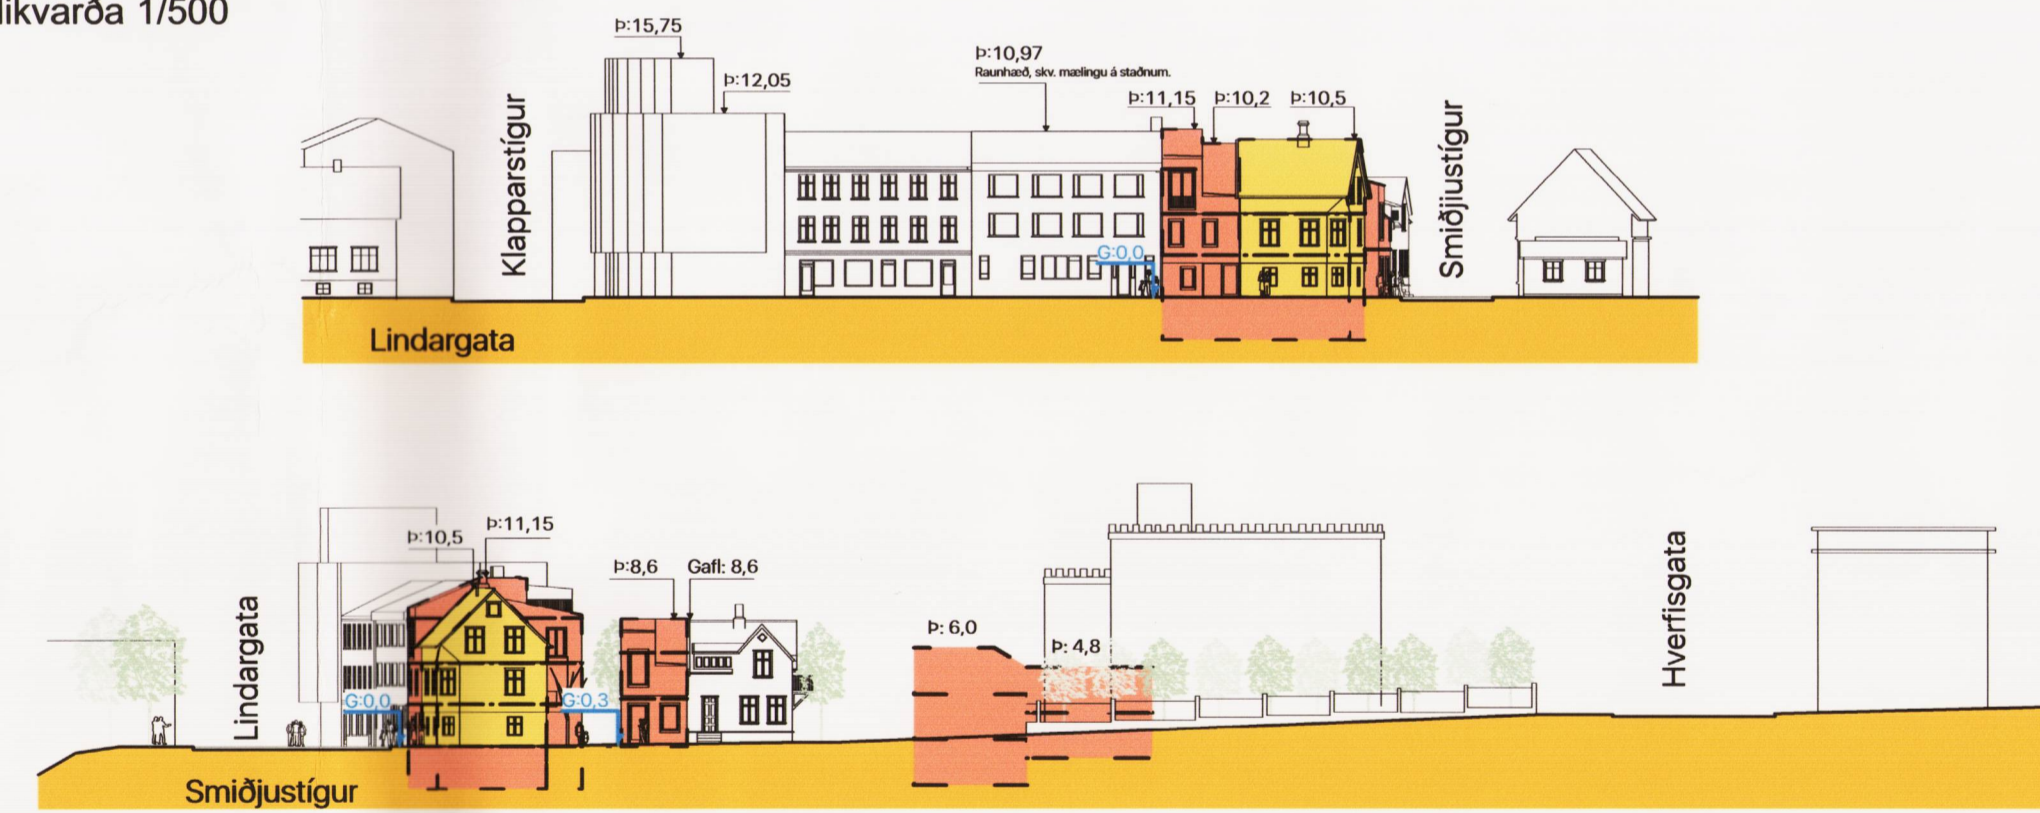 likvarða 1/500
Þ:15,75
Þ:12,05
Þ:10,97
Raunhæð, skv. mælingu á staðnum.
Þ:11,15
Þ:10,2
Þ:10,5
Klapparstígur
Smiðjiustígur
G:0,0
Lindargata
Þ:10,5
Þ:11,15
Þ:8,6
Gafl: 8,6
Þ: 6,0
Þ: 4,8
Lindargata
Hverfisgata
G:0,0
G:0,3
Smiðjustígur